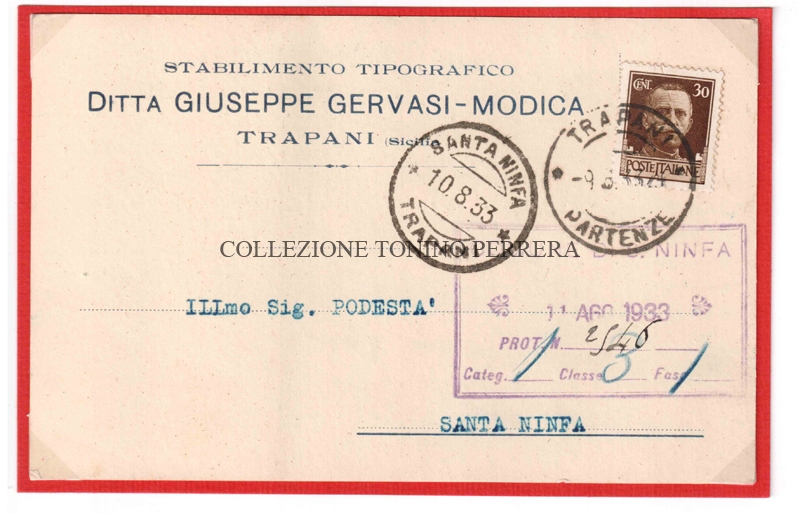 STABILIMENTO TIPOGRAFICO
DITTA GIUSEPPE GERVASI-MODICA
TRAPANI (Sicilia
CENT. 30
POSTE ITALIANE
TRAPANI
PARTENZE
SANTA NINFA
10.8.33
TRAPANI
COLLEZIONE TONINO PERRERA
S. NINFA
ILLmo Sig. PODESTA'
11 AGO 1933
PROT. N. 2546
Categ. 1 Classe 3 Fasc 1
SANTA NINFA